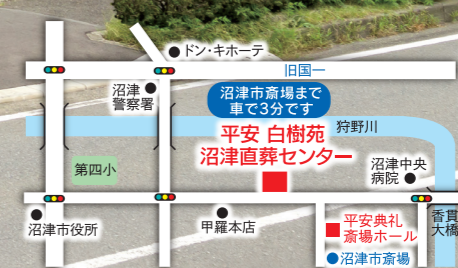 ドン・キホーテ
旧国一
沼津
警察署
沼津市斎場まで
車で3分です
平安 白樹苑
沼津直葬センター
狩野川
第四小
沼津中央
病院
沼津市役所
甲羅本店
平安典礼
斎場ホール
香貫
大橋
沼津市斎場